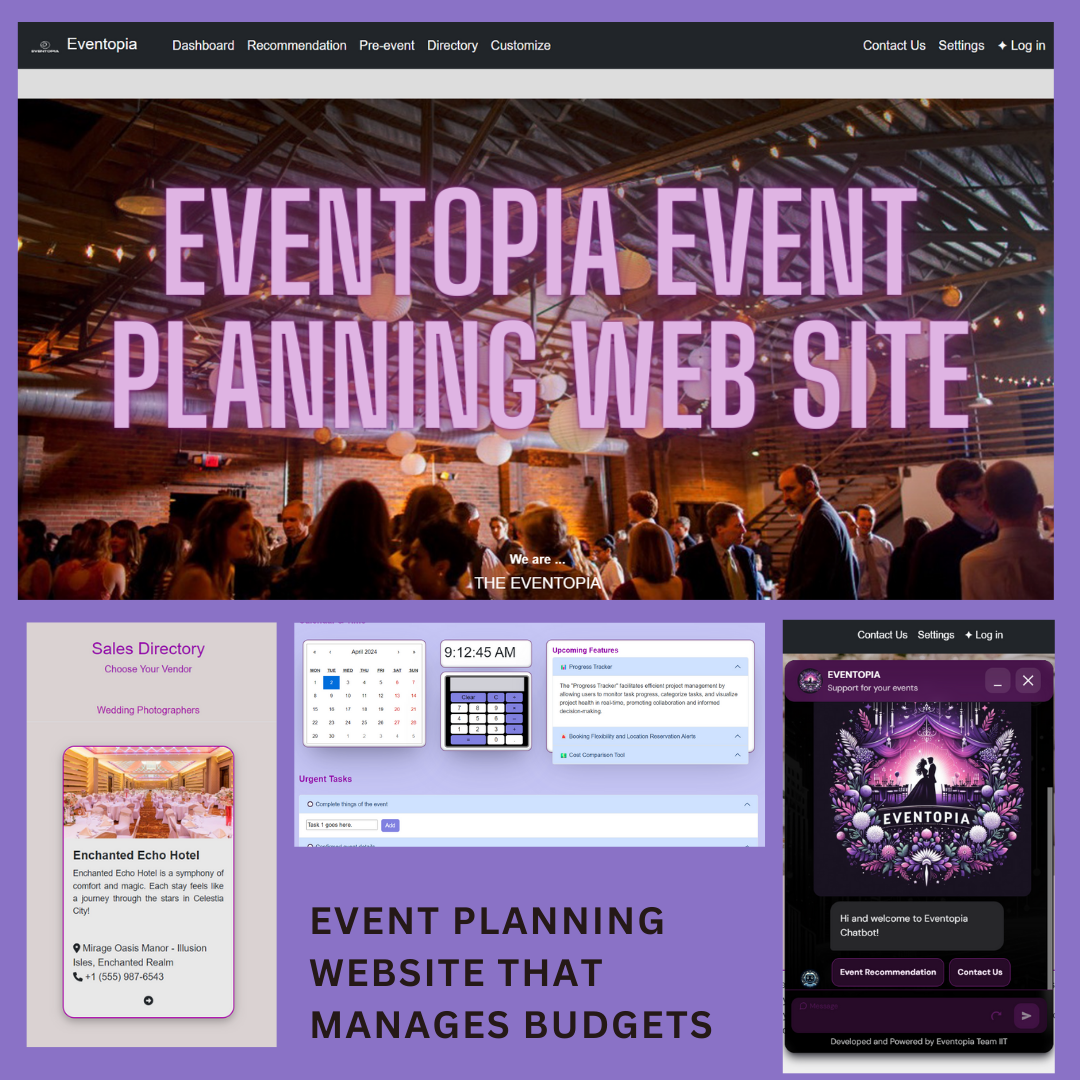 EVENTOPIA
Eventopia
Dashboard Recommendation Pre-event Directory Customize
Contact Us Settings ✦ Log in
EVENTOPIA EVENT
PLANNING WEB SITE
We are ...
THE EVENTOPIA
Sales Directory
Choose Your Vendor
Wedding Photographers
Enchanted Echo Hotel
Enchanted Echo Hotel is a symphony of
comfort and magic. Each stay feels like
a journey through the stars in Celestia
City!
Mirage Oasis Manor - Illusion
Isles, Enchanted Realm
+1 (555) 987-6543
« ‹ April 2024 › »
MON TUE WED THU FRI SAT SUN
1 2 3 4 5 6 7
8 9 10 11 12 13 14
15 16 17 18 19 20 21
22 23 24 25 26 27 28
29 30 1 2 3 4 5
9:12:45 AM
Clear C ÷
7 8 9 ×
4 5 6 −
1 2 3 +
= 0 .
Upcoming Features
Progress Tracker
The "Progress Tracker" facilitates efficient project management by
allowing users to monitor task progress, categorize tasks, and visualize
project health in real-time, promoting collaboration and informed
decision-making.
Booking Flexibility and Location Reservation Alerts
Cost Comparison Tool
Urgent Tasks
Complete things of the event
Task 1 goes here. Add
Confirmed event details
EVENT PLANNING
WEBSITE THAT
MANAGES BUDGETS
Contact Us Settings ✦ Log in
EVENTOPIA
Support for your events
EVENTOPIA
Hi and welcome to Eventopia
Chatbot!
Event Recommendation Contact Us
Message
Developed and Powered by Eventopia Team IIT